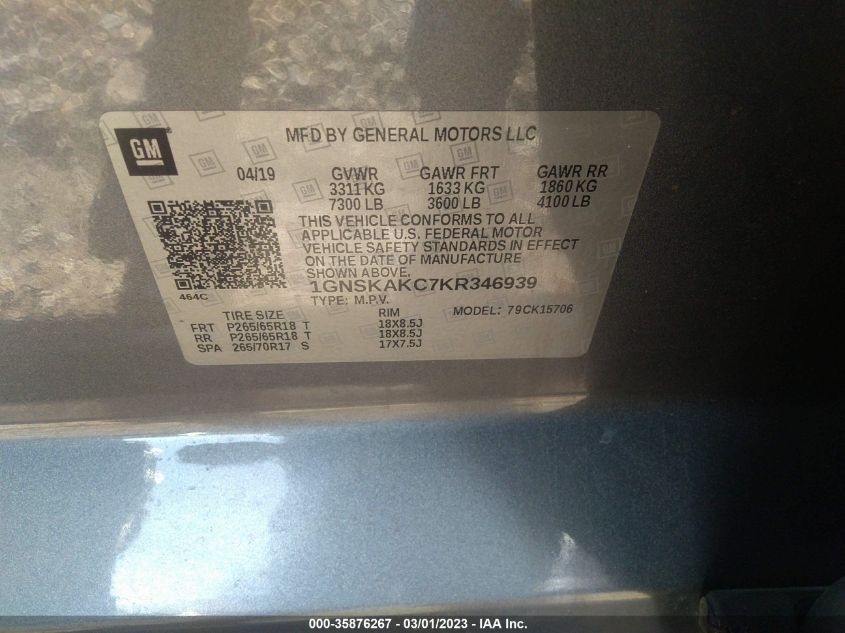 GM
MFD BY GENERAL MOTORS LLC
04/19 GVWR GAWR FRT GAWR RR
3311 KG 1633 KG 1860 KG
7300 LB 3600 LB 4100 LB
THIS VEHICLE CONFORMS TO ALL
APPLICABLE U.S. FEDERAL MOTOR
VEHICLE SAFETY STANDARDS IN EFFECT
ON THE DATE OF MANUFACTURE
SHOWN ABOVE.
464C
1GNSKAKC7KR346939
TYPE: M.P.V. MODEL: 79CK15706
TIRE SIZE RIM
FRT P265/65R18 T 18X8.5J
RR P265/65R18 T 18X8.5J
SPA 265/70R17 S 17X7.5J
000-35876267 - 03/01/2023 - IAA Inc.